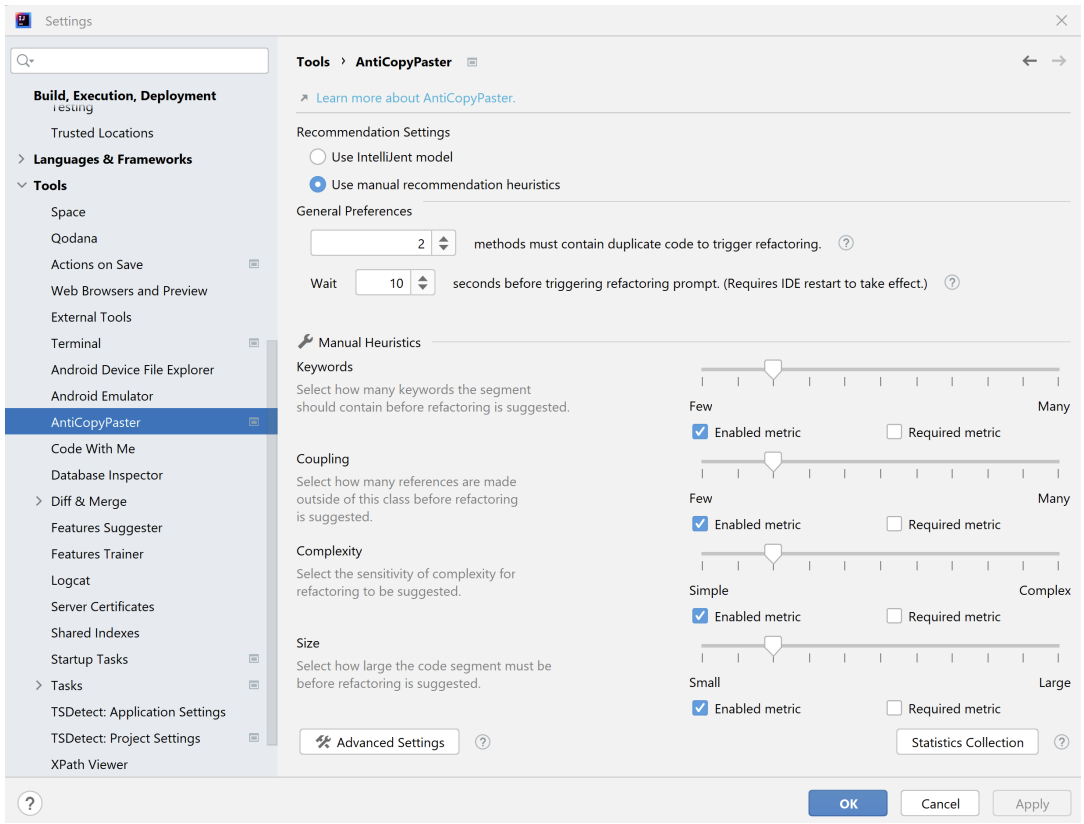 Settings
Build, Execution, Deployment
Testing
Trusted Locations
Languages & Frameworks
Tools
Space
Qodana
Actions on Save
Web Browsers and Preview
External Tools
Terminal
Android Device File Explorer
Android Emulator
AntiCopyPaster
Code With Me
Database Inspector
Diff & Merge
Features Suggester
Features Trainer
Logcat
Server Certificates
Shared Indexes
Startup Tasks
Tasks
TSDetect: Application Settings
TSDetect: Project Settings
XPath Viewer
Tools › AntiCopyPaster
Learn more about AntiCopyPaster.
Recommendation Settings
Use IntelliJent model
Use manual recommendation heuristics
General Preferences
2 methods must contain duplicate code to trigger refactoring. ?
Wait 10 seconds before triggering refactoring prompt. (Requires IDE restart to take effect.) ?
Manual Heuristics
Keywords
Select how many keywords the segment
should contain before refactoring is suggested.
Few Many
Enabled metric Required metric
Coupling
Select how many references are made
outside of this class before refactoring
is suggested.
Few Many
Enabled metric Required metric
Complexity
Select the sensitivity of complexity for
refactoring to be suggested.
Simple Complex
Enabled metric Required metric
Size
Select how large the code segment must be
before refactoring is suggested.
Small Large
Enabled metric Required metric
Advanced Settings ? Statistics Collection ?
? OK Cancel Apply